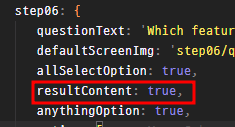 step06: {
questionText: 'Which featur
defaultScreenImg: 'step06/q
allSelectOption: true,
resultContent: true,
anythingOption: true,